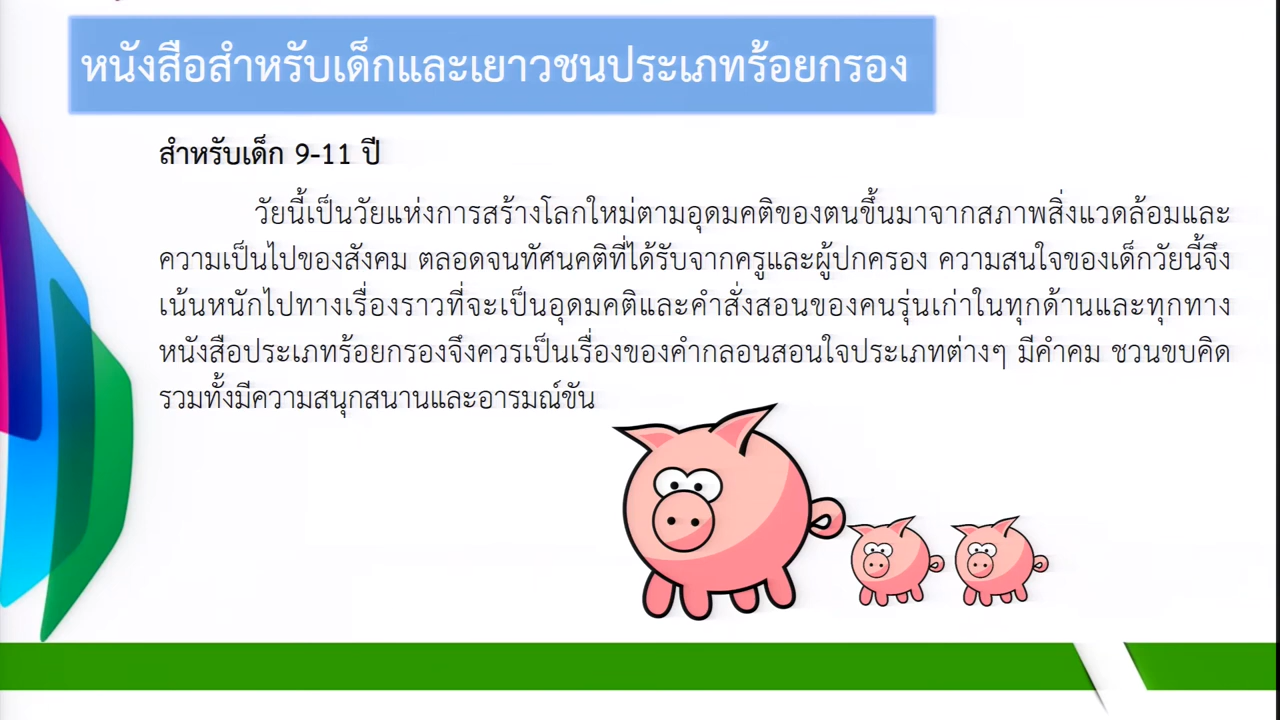 หนังสือสำหรับเด็กและเยาวชนประเภทร้อยกรอง
สำหรับเด็ก 9-11 ปี
วัยนี้เป็นวัยแห่งการสร้างโลกใหม่ตามอุดมคติของตนขึ้นมาจากสภาพสิ่งแวดล้อมและ
ความเป็นไปของสังคม ตลอดจนทัศนคติที่ได้รับจากครูและผู้ปกครอง ความสนใจของเด็กวัยนี้จึง
เน้นหนักไปทางเรื่องราวที่จะเป็นอุดมคติและคำสั่งสอนของคนรุ่นเก่าในทุกด้านและทุกทาง
หนังสือประเภทร้อยกรองจึงควรเป็นเรื่องของคำกลอนสอนใจประเภทต่างๆ มีคำคม ชวนขบคิด
รวมทั้งมีความสนุกสนานและอารมณ์ขัน